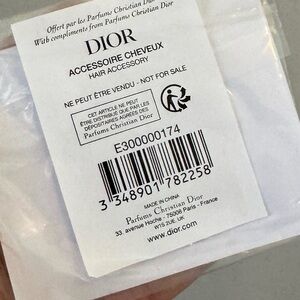 Offert par les Parfums Christian Dior
With compliments from Parfums Christian Dior
DIOR
ACCESSOIRE CHEVEUX
HAIR ACCESSORY
NE PEUT ÊTRE VENDU - NOT FOR SALE
CET ARTICLE NE PEUT
ÊTRE DISTRIBUÉ QUE PAR LES
DÉPOSITAIRES AGRÉÉS DES
Parfums Christian Dior
E300000174
3 348901 782258
MADE IN CHINA
Parfums Christian Dior
33, avenue Hoche - 75008 Paris - France
W1S 2UE, UK
www.dior.com